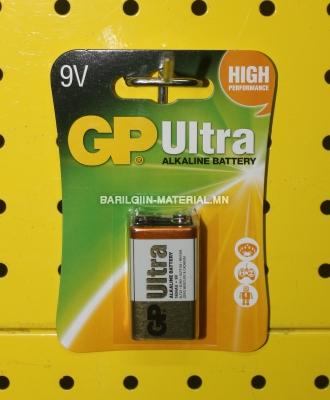 9V
HIGH
PERFORMANCE
GP Ultra
ALKALINE BATTERY
BARILGIIN-MATERIAL.MN
GP Ultra
ALKALINE BATTERY